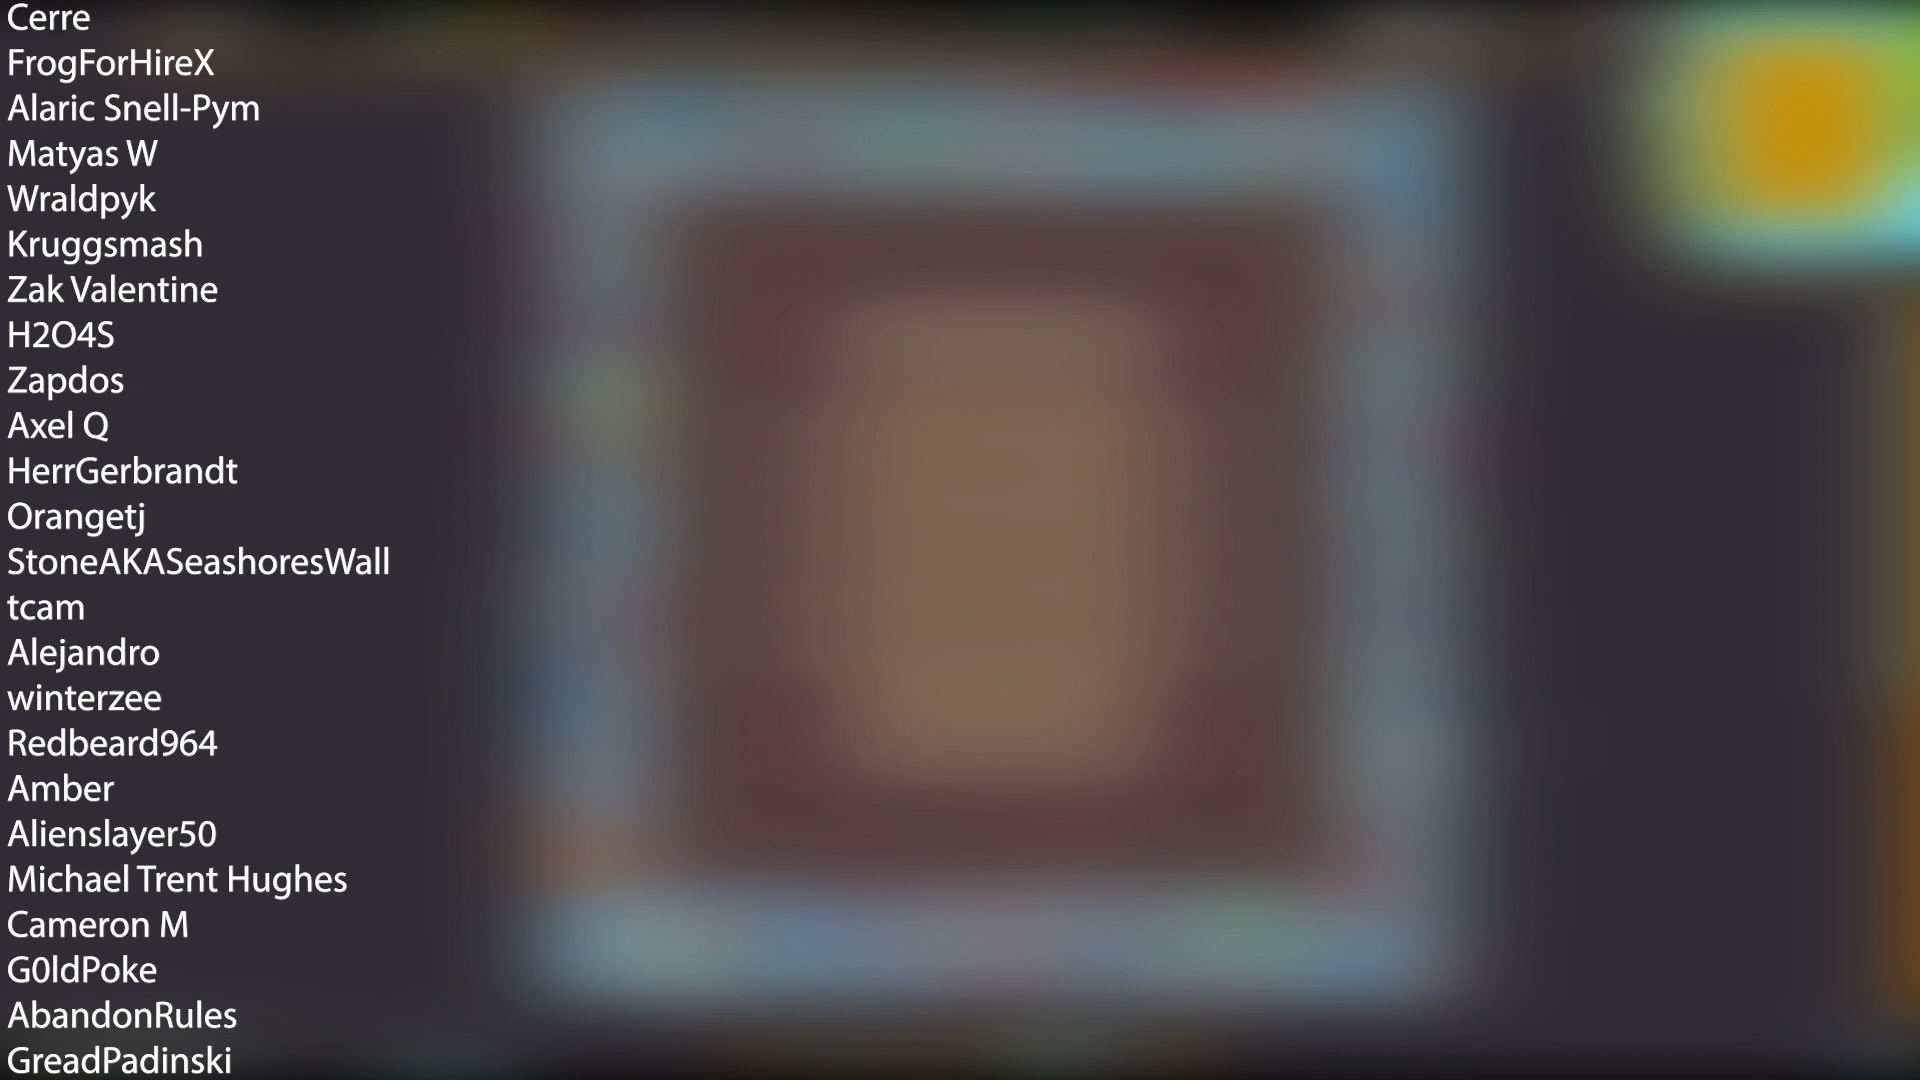 Cerre
FrogForHireX
Alaric Snell-Pym
Matyas W
Wraldpyk
Kruggsmash
Zak Valentine
H2O4S
Zapdos
Axel Q
HerrGerbrandt
Orangetj
StoneAKASeashoresWall
tcam
Alejandro
winterzee
Redbeard964
Amber
Alienslayer50
Michael Trent Hughes
Cameron M
G0ldPoke
AbandonRules
GreadPadinski